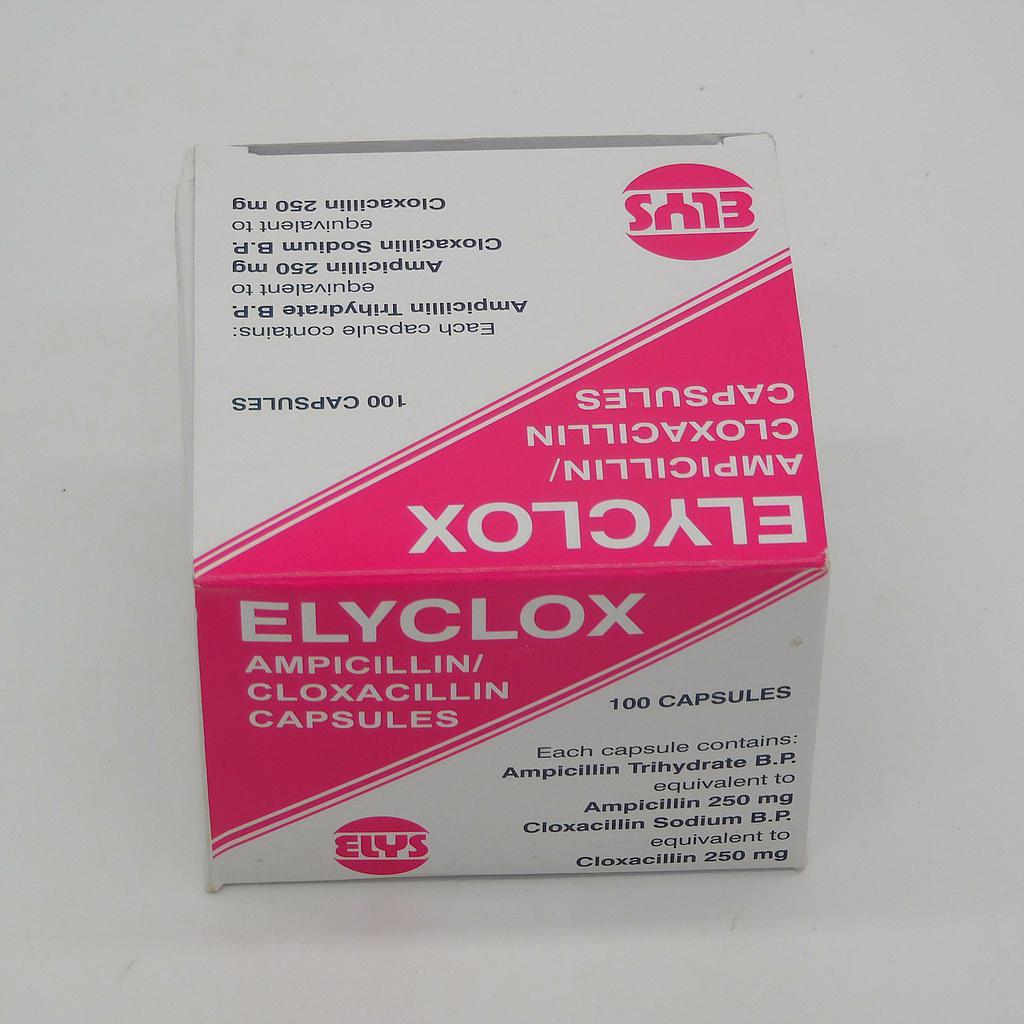 ELYS
Cloxacillin 250 mg
equivalent to
Cloxacillin Sodium B.P.
Ampicillin 250 mg
equivalent to
Ampicillin Trihydrate B.P.
Each capsule contains:
100 CAPSULES
CAPSULES
CLOXACILLIN
AMPICILLIN/
ELYCLOX
ELYCLOX
AMPICILLIN/
CLOXACILLIN
CAPSULES
100 CAPSULES
Each capsule contains:
Ampicillin Trihydrate B.P.
equivalent to
Ampicillin 250 mg
Cloxacillin Sodium B.P.
equivalent to
Cloxacillin 250 mg
ELYS